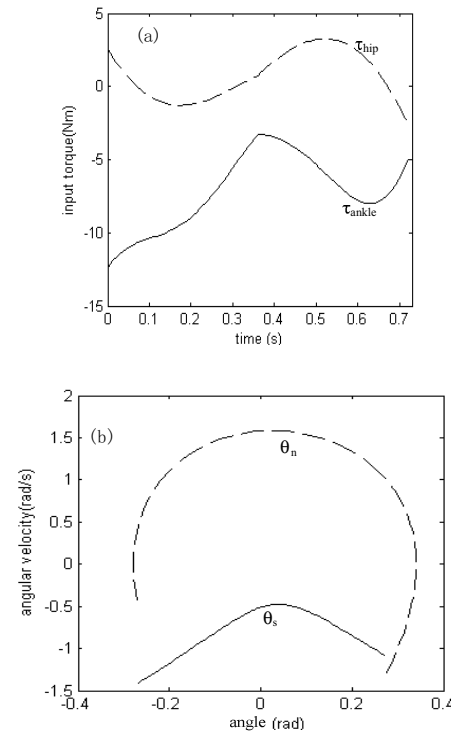 5
(a)
τhip
0
input torque(Nm)
-5
τankle
-10
-15
0 0.1 0.2 0.3 0.4 0.5 0.6 0.7
time (s)
2
(b)
1.5
θn
1
angular velocity(rad/s)
0.5
0
-0.5
θs
-1
-1.5
-0.4 -0.2 0 0.2 0.4
angle (rad)